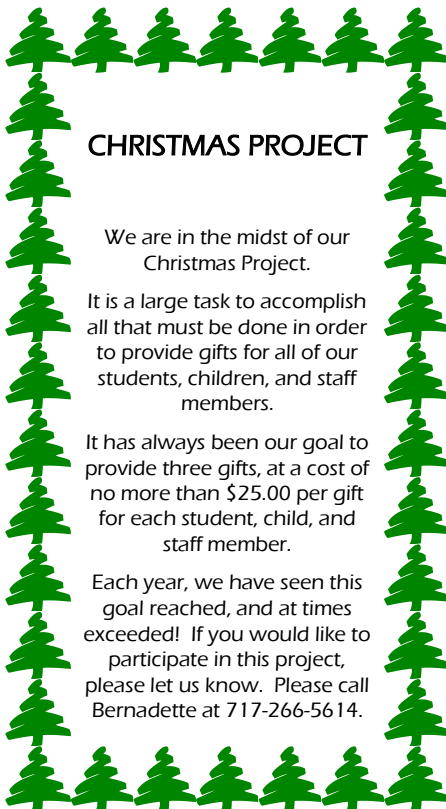 CHRISTMAS PROJECT
We are in the midst of our
Christmas Project.
It is a large task to accomplish
all that must be done in order
to provide gifts for all of our
students, children, and staff
members.
It has always been our goal to
provide three gifts, at a cost of
no more than $25.00 per gift
for each student, child, and
staff member.
Each year, we have seen this
goal reached, and at times
exceeded!  If you would like to
participate in this project,
please let us know.  Please call
Bernadette at 717-266-5614.